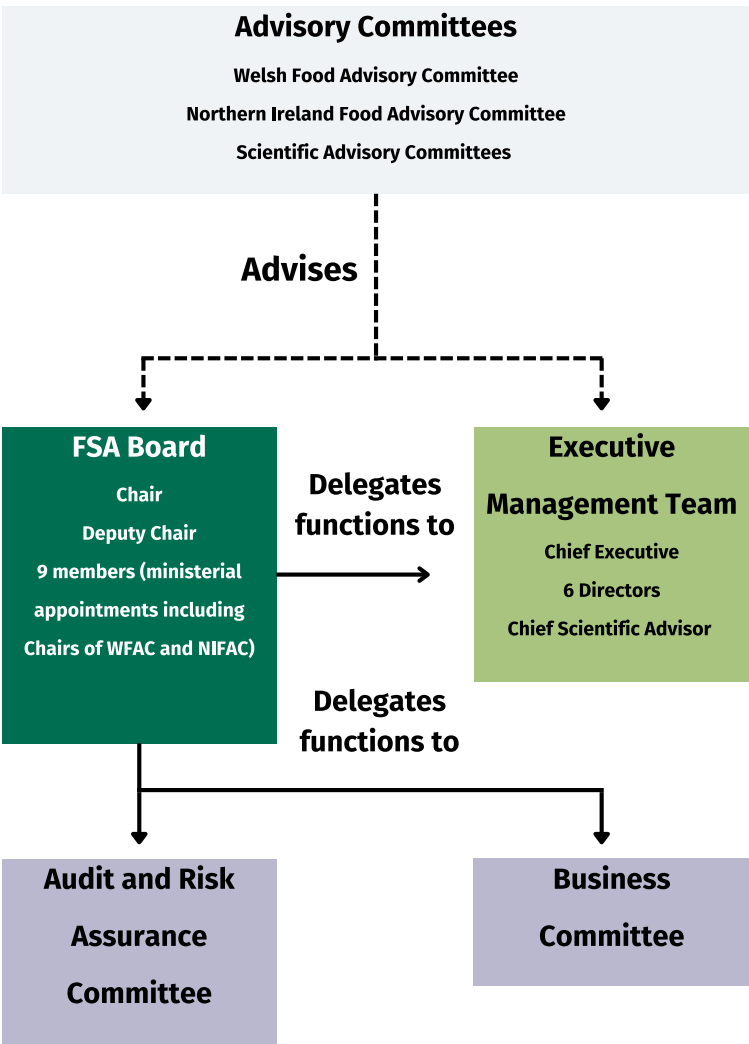 Advisory Committees
Welsh Food Advisory Committee
Northern Ireland Food Advisory Committee
Scientific Advisory Committees
Advises
FSA Board
Chair
Deputy Chair
9 members (ministerial
appointments including
Chairs of WFAC and NIFAC)
Delegates
functions to
Executive
Management Team
Chief Executive
6 Directors
Chief Scientific Advisor
Delegates
functions to
Audit and Risk
Assurance
Committee
Business
Committee